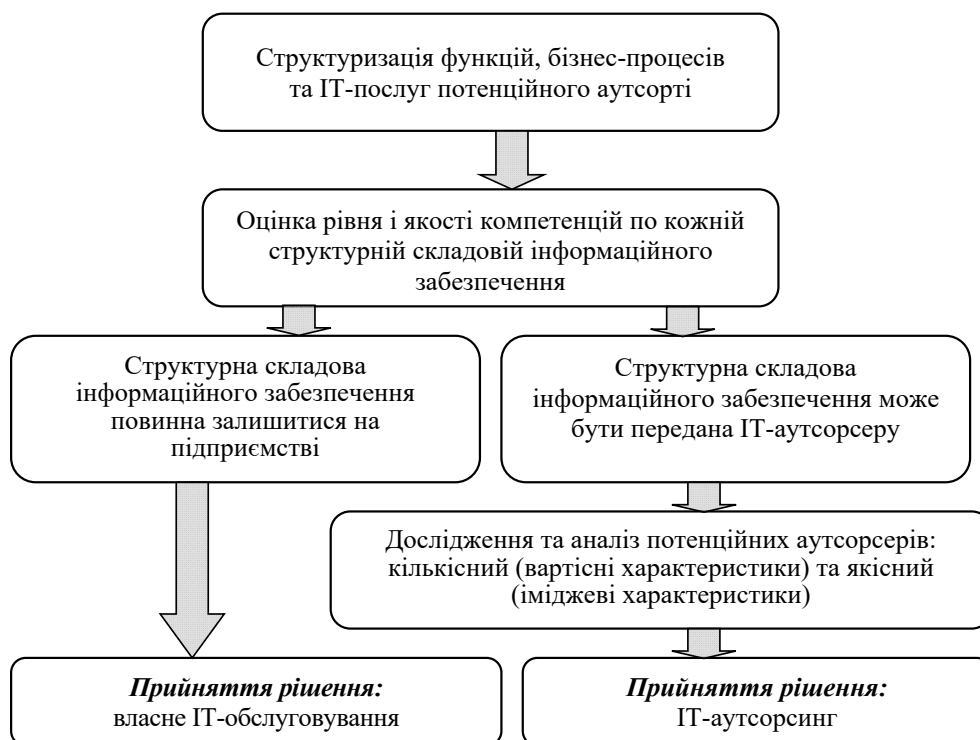 Структуризація функцій, бізнес-процесів
та ІТ-послуг потенційного аутсорті
Оцінка рівня і якості компетенцій по кожній
структурній складовій інформаційного
забезпечення
Структурна складова
інформаційного забезпечення
повинна залишитися на
підприємстві
Структурна складова
інформаційного забезпечення може
бути передана ІТ-аутсорсеру
Дослідження та аналіз потенційних аутсорсерів:
кількісний (вартісні характеристики) та якісний
(іміджеві характеристики)
Прийняття рішення:
власне ІТ-обслуговування
Прийняття рішення:
ІТ-аутсорсинг